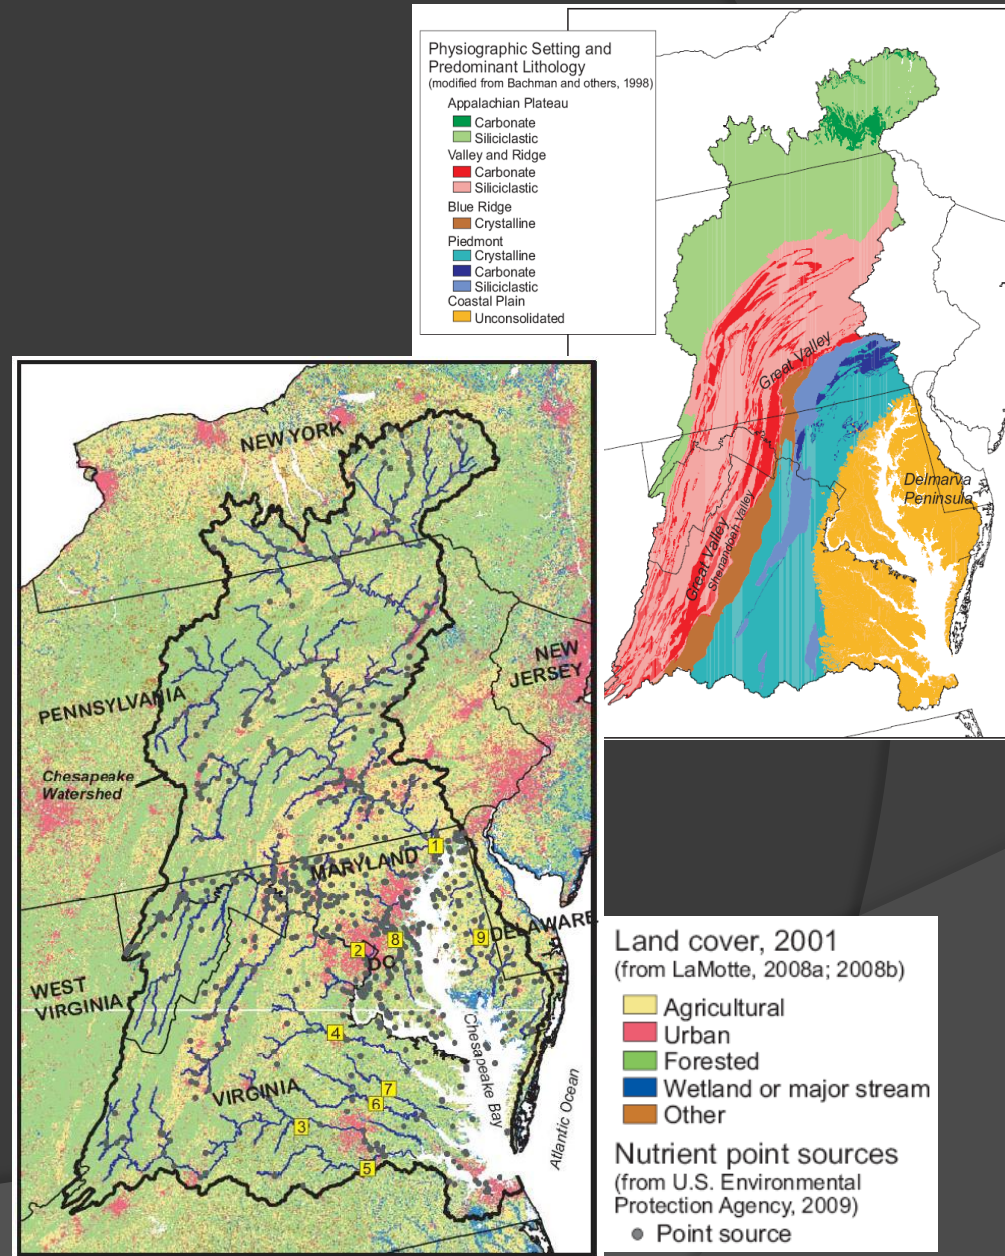 Physiographic Setting and
Predominant Lithology
(modified from Bachman and others, 1998)
Appalachian Plateau
Carbonate
Siliciclastic
Valley and Ridge
Carbonate
Siliciclastic
Blue Ridge
Crystalline
Piedmont
Crystalline
Carbonate
Siliciclastic
Coastal Plain
Unconsolidated
Great Valley
Delmarva
Peninsula
Great Valley
Shenandoah Valley
NEW YORK
NEW
JERSEY
PENNSYLVANIA
Chesapeake
Watershed
1
MARYLAND
DELAWARE
2
8
9
DC
WEST
VIRGINIA
4
Chesapeake Bay
VIRGINIA
7
6
3
5
Atlantic Ocean
Land cover, 2001
(from LaMotte, 2008a; 2008b)
Agricultural
Urban
Forested
Wetland or major stream
Other
Nutrient point sources
(from U.S. Environmental
Protection Agency, 2009)
Point source